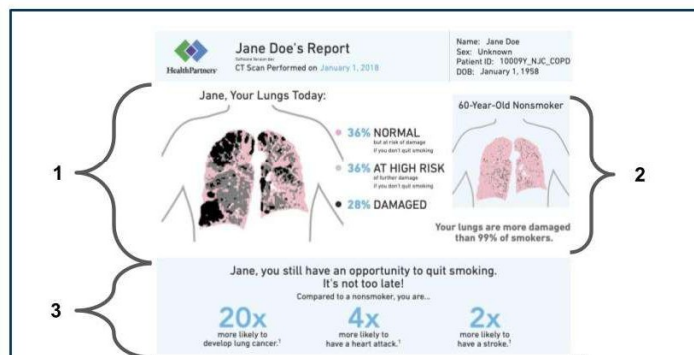 HealthPartners
Jane Doe's Report
CT Scan Performed on January 1, 2018
Name: Jane Doe
Sex: Unknown
Patient ID: 10009Y_NJC_COPD
DOB: January 1, 1958
1
Jane, Your Lungs Today:
36% NORMAL
but at risk of damage
if you don't quit smoking
36% AT HIGH RISK
of further damage
if you don't quit smoking
28% DAMAGED
60-Year-Old Nonsmoker
Your lungs are more damaged
than 99% of smokers.
2
3
Jane, you still have an opportunity to quit smoking.
It's not too late!
Compared to a nonsmoker, you are...
20x
more likely to
develop lung cancer.¹
4x
more likely to
have a heart attack.¹
2x
more likely to
have a stroke.¹